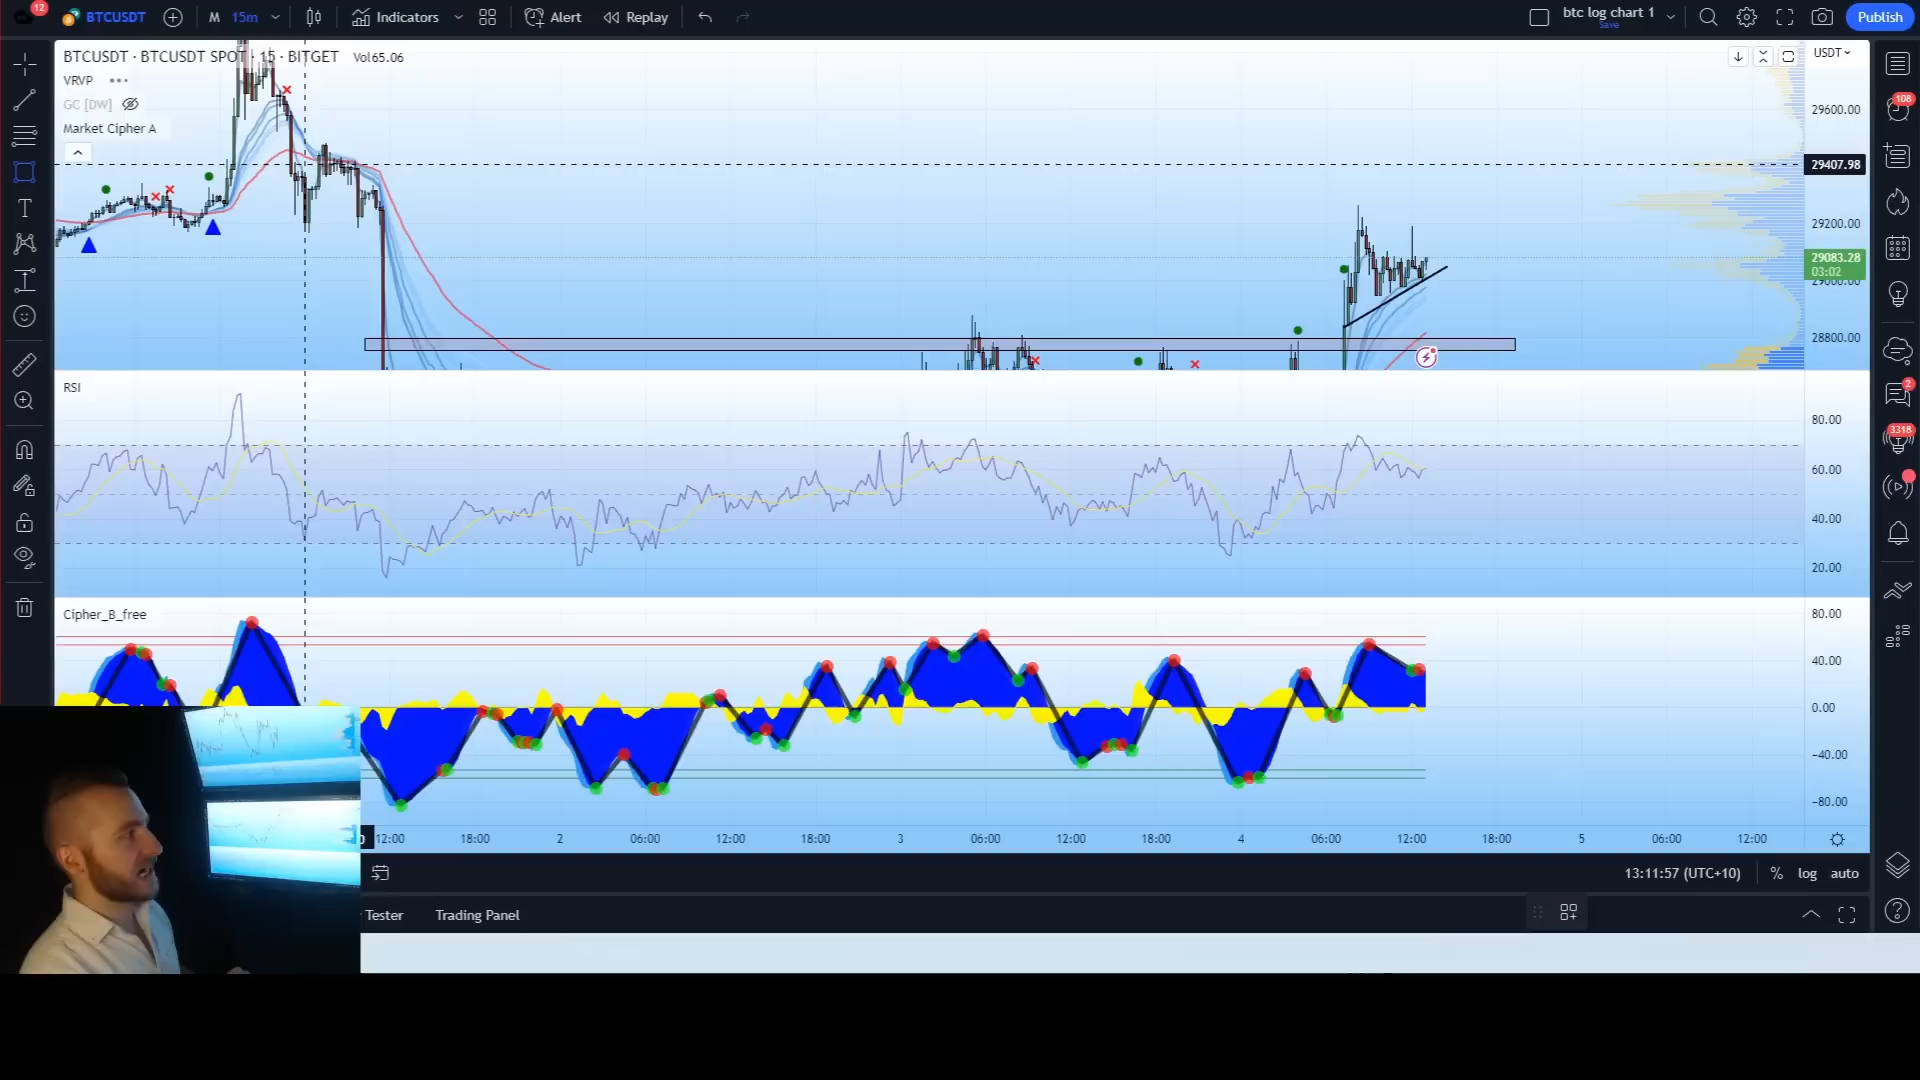 12
BTCUSDT
M
15m
Indicators
Alert
Replay
btc log chart 1
Save
Publish
BTCUSDT · BTCUSDT SPOT · 15 · BITGET Vol65.06
USDT
VRVP
GC [DW]
Market Cipher A
29600.00
29407.98
29200.00
29083.28
03:02
29000.00
28800.00
108
2
3318
RSI
80.00
60.00
40.00
20.00
Cipher_B_free
80.00
40.00
0.00
−40.00
−80.00
12:00 18:00 2 06:00 12:00 18:00 3 06:00 12:00 18:00 4 06:00 12:00 18:00 5 06:00 12:00
13:11:57 (UTC+10)
%
log
auto
Tester
Trading Panel